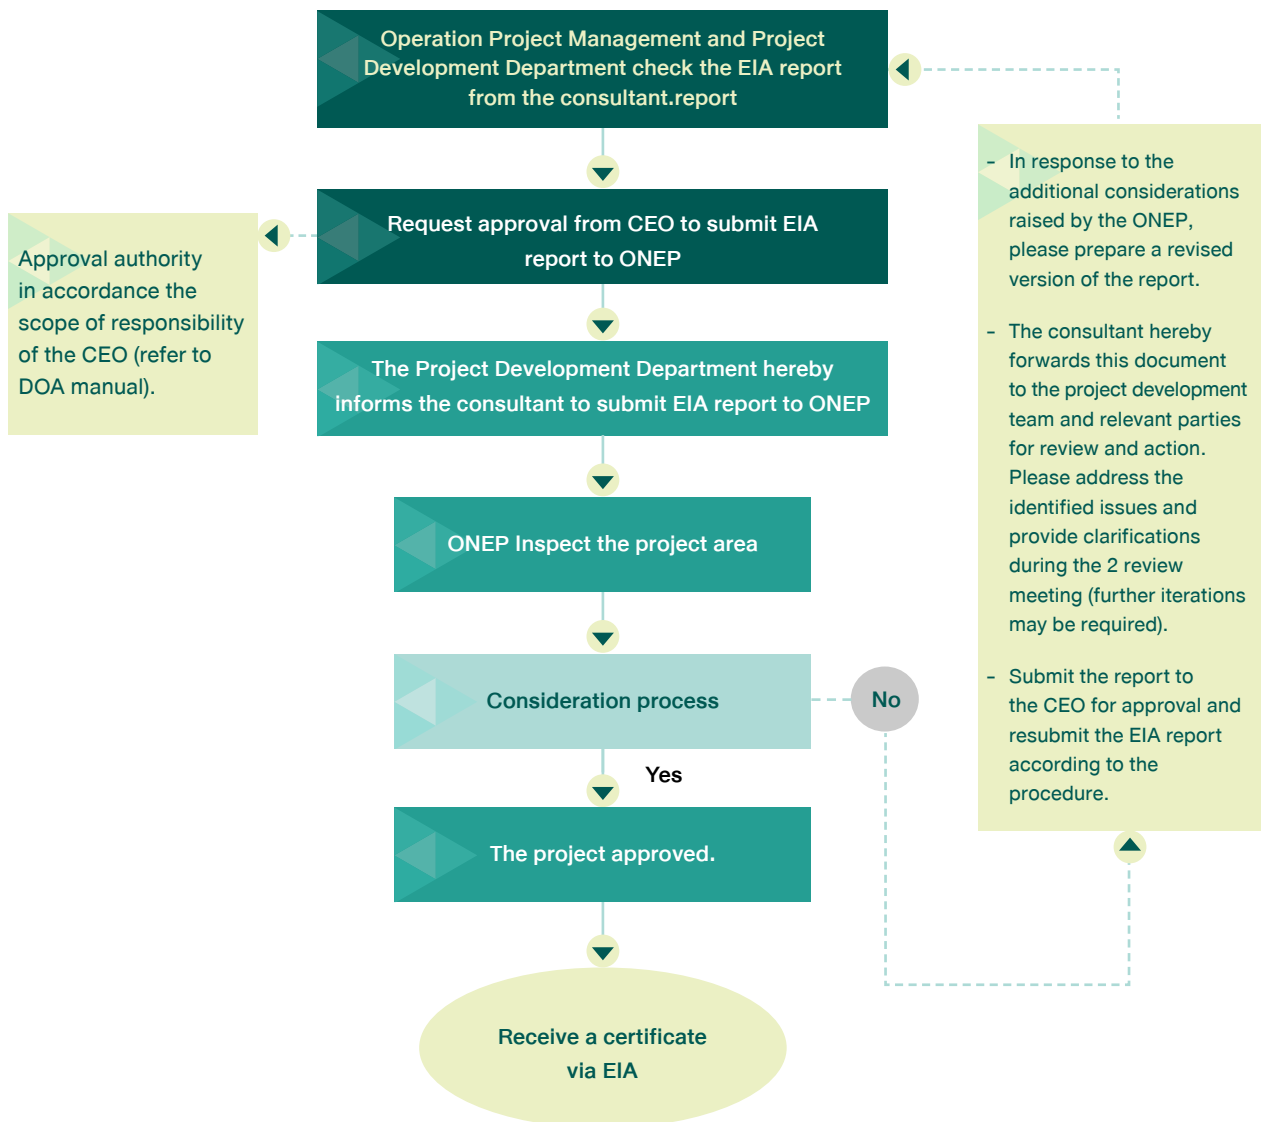 Operation Project Management and Project
Development Department check the EIA report
from the consultant.report
Request approval from CEO to submit EIA
report to ONEP
Approval authority
in accordance the
scope of responsibility
of the CEO (refer to
DOA manual).
The Project Development Department hereby
informs the consultant to submit EIA report to ONEP
ONEP Inspect the project area
Consideration process
No
Yes
The project approved.
Receive a certificate
via EIA
- In response to the
additional considerations
raised by the ONEP,
please prepare a revised
version of the report.
- The consultant hereby
forwards this document
to the project development
team and relevant parties
for review and action.
Please address the
identified issues and
provide clarifications
during the 2 review
meeting (further iterations
may be required).
- Submit the report to
the CEO for approval and
resubmit the EIA report
according to the
procedure.